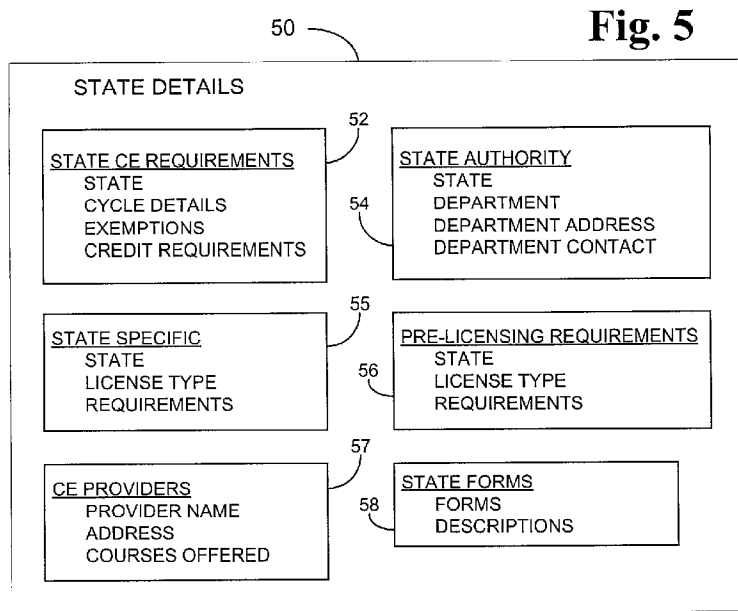 Fig. 5
50
STATE DETAILS
52
STATE CE REQUIREMENTS
STATE
CYCLE DETAILS
EXEMPTIONS
CREDIT REQUIREMENTS
54
STATE AUTHORITY
STATE
DEPARTMENT
DEPARTMENT ADDRESS
DEPARTMENT CONTACT
55
STATE SPECIFIC
STATE
LICENSE TYPE
REQUIREMENTS
56
PRE-LICENSING REQUIREMENTS
STATE
LICENSE TYPE
REQUIREMENTS
57
CE PROVIDERS
PROVIDER NAME
ADDRESS
COURSES OFFERED
58
STATE FORMS
FORMS
DESCRIPTIONS